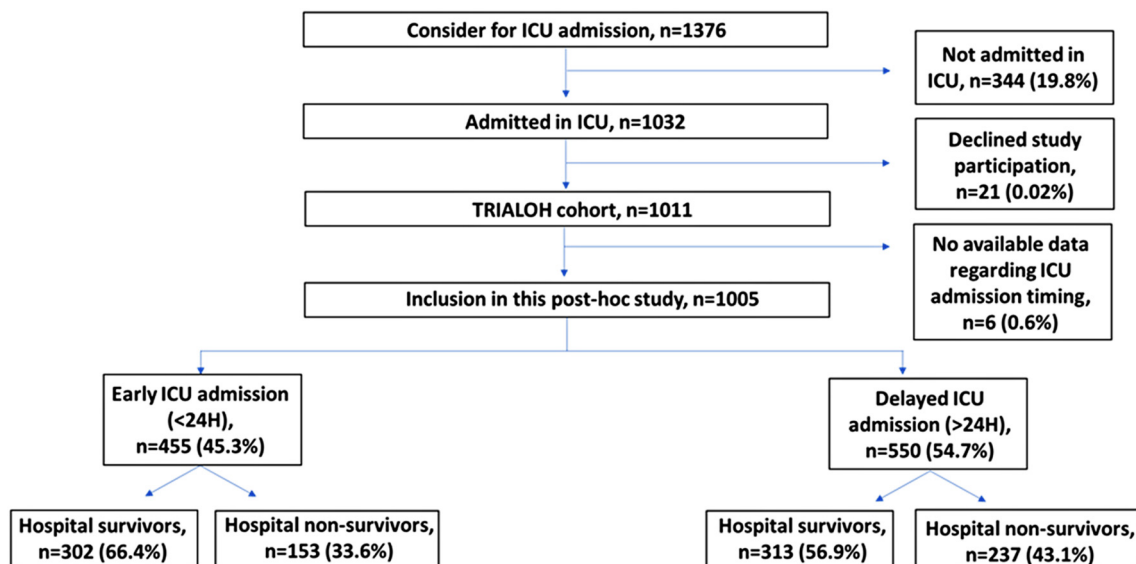 Consider for ICU admission, n=1376
Not admitted in
ICU, n=344 (19.8%)
Admitted in ICU, n=1032
Declined study
participation,
n=21 (0.02%)
TRIALOH cohort, n=1011
No available data
regarding ICU
admission timing,
n=6 (0.6%)
Inclusion in this post-hoc study, n=1005
Early ICU admission
(<24H),
n=455 (45.3%)
Delayed ICU
admission (>24H),
n=550 (54.7%)
Hospital survivors,
n=302 (66.4%)
Hospital non-survivors,
n=153 (33.6%)
Hospital survivors,
n=313 (56.9%)
Hospital non-survivors,
n=237 (43.1%)